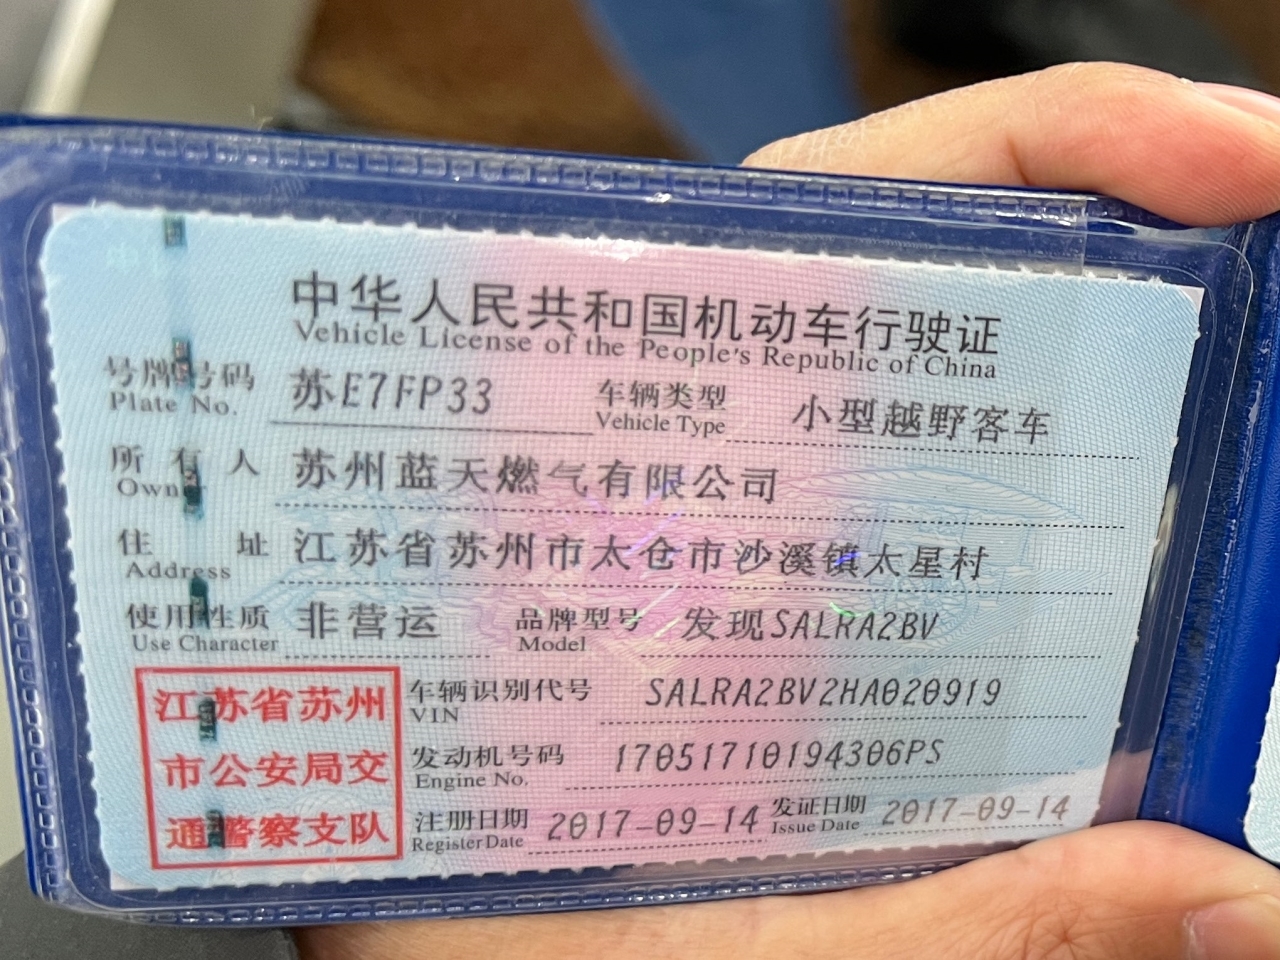 中华人民共和国机动车行驶证
Vehicle License of the People's Republic of China
号牌号码 苏E7FP33 车辆类型 小型越野客车
Plate No. Vehicle Type
所有人 苏州蓝天燃气有限公司
Owner
住址 江苏省苏州市太仓市沙溪镇太星村
Address
使用性质 非营运 品牌型号 发现SALRA2BV
Use Character Model
江苏省苏州
市公安局交
通警察支队
车辆识别代号 SALRA2BV2HA020919
VIN
发动机号码 17051710194306PS
Engine No.
注册日期 2017-09-14 发证日期 2017-09-14
Register Date Issue Date